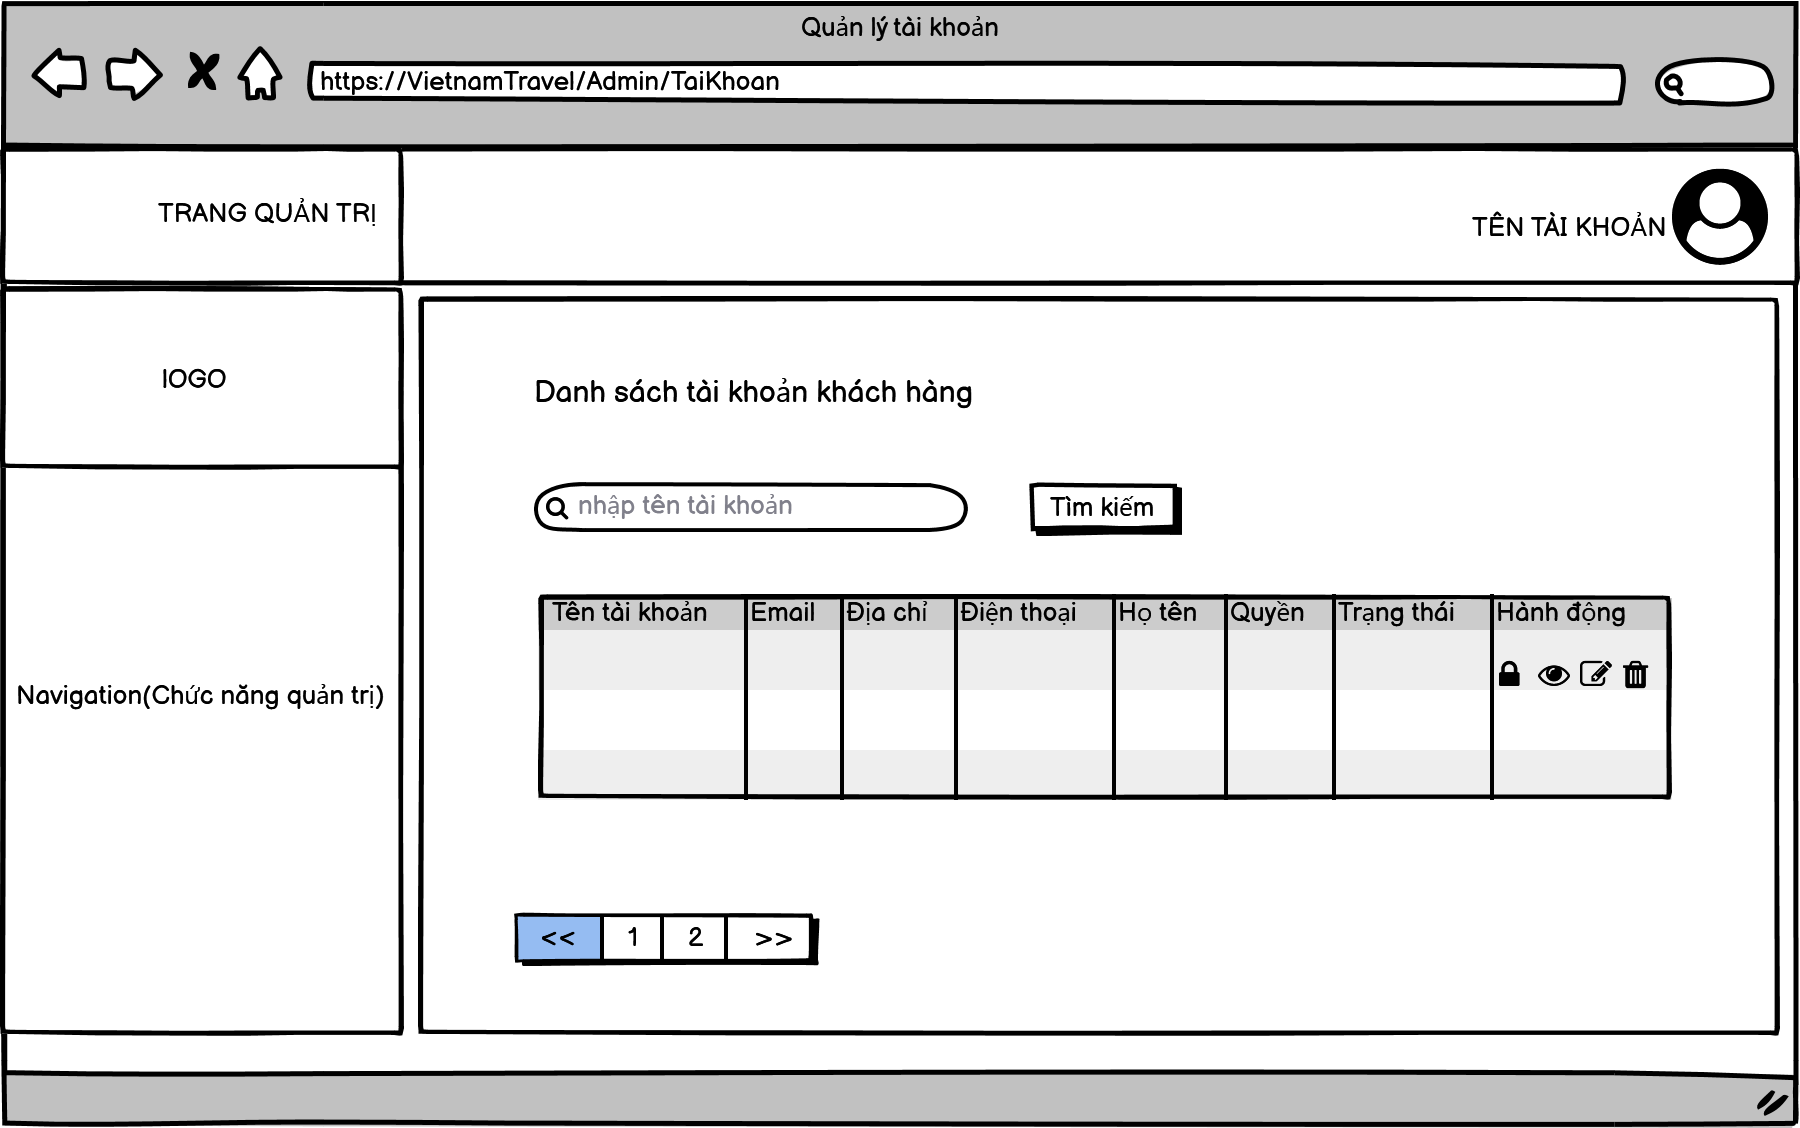 Quản lý tài khoản
https://VietnamTravel/Admin/TaiKhoan
TRANG QUẢN TRỊ
TÊN TÀI KHOẢN
lOGO
Navigation(Chức năng quản trị)
Danh sách tài khoản khách hàng
nhập tên tài khoản
Tìm kiếm
Tên tài khoản Email Địa chỉ Điện thoại Họ tên Quyền Trạng thái Hành động
<< 1 2 >>